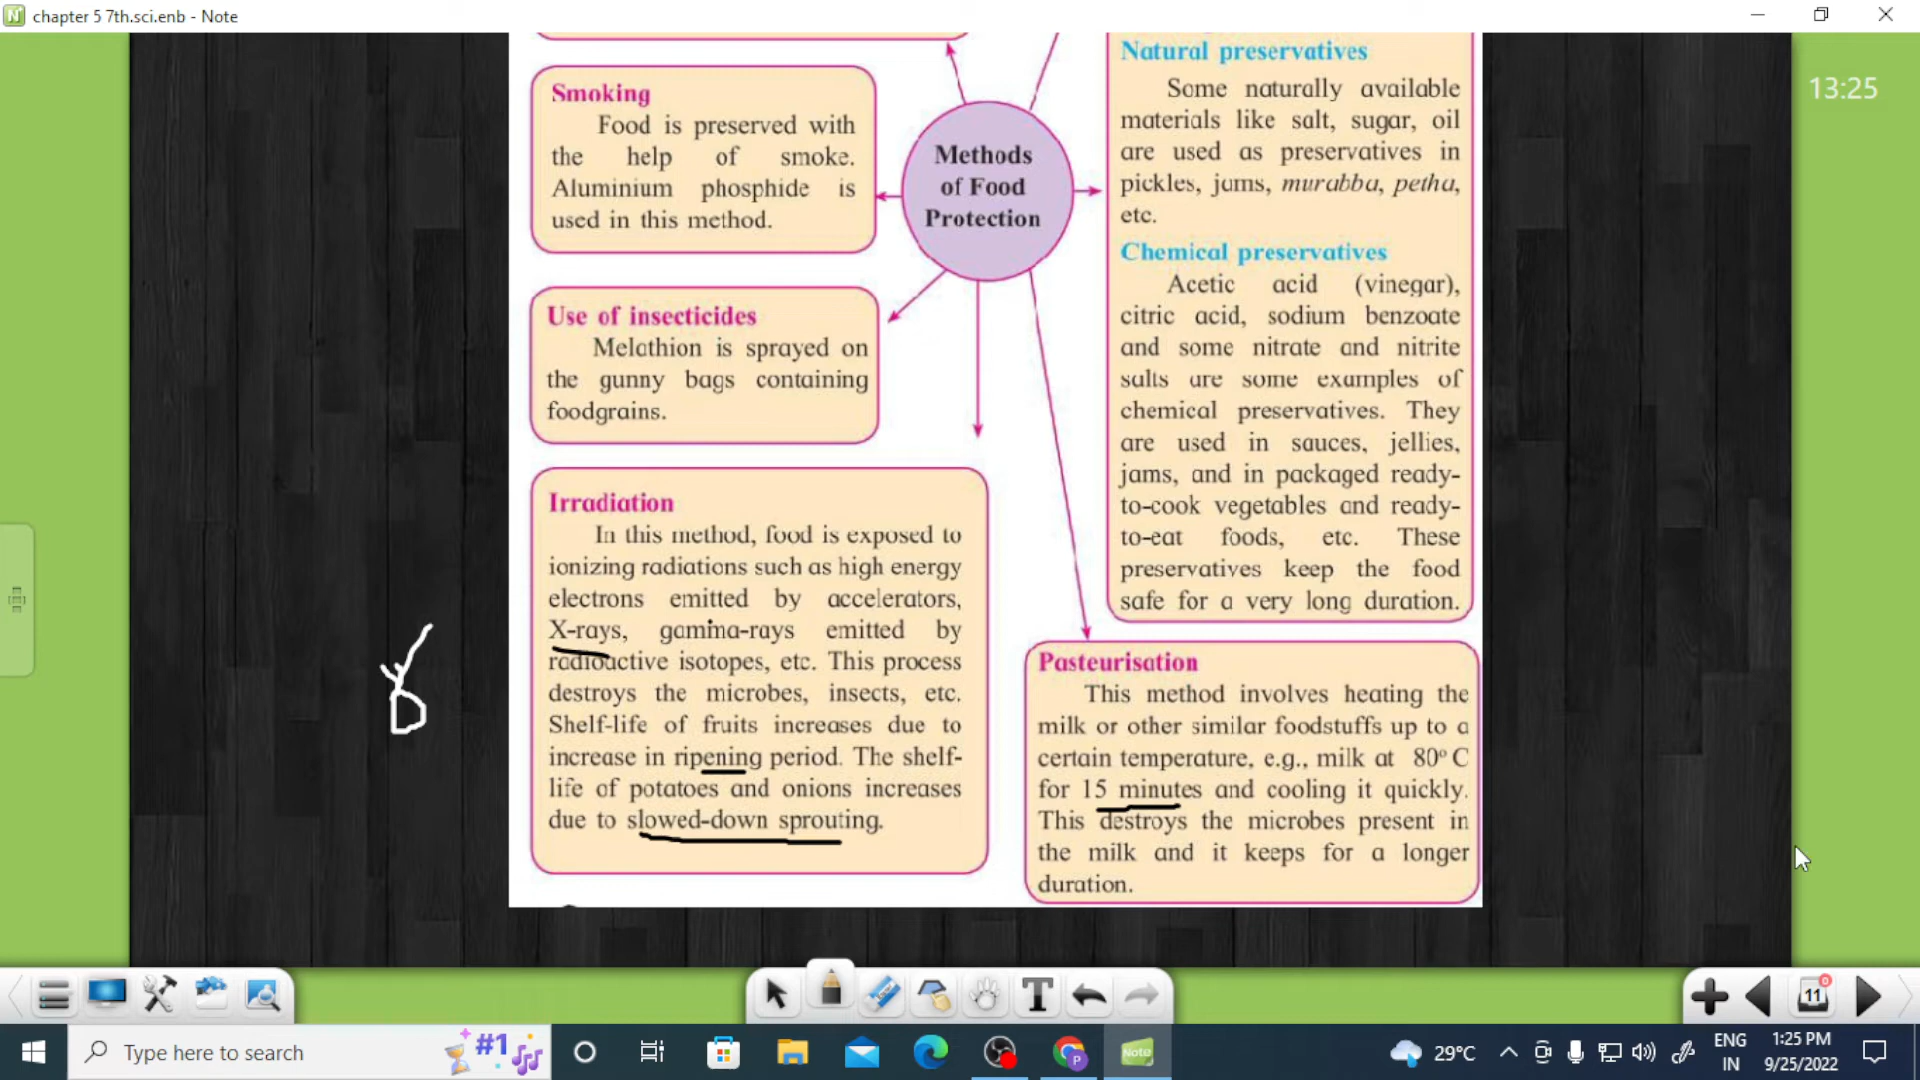 chapter 5 7th.sci.enb - Note
13:25
Smoking
Food is preserved with
the help of smoke.
Aluminium phosphide is
used in this method.
Use of insecticides
Melathion is sprayed on
the gunny bags containing
foodgrains.
Irradiation
In this method, food is exposed to
ionizing radiations such as high energy
electrons emitted by accelerators,
X-rays, gamma-rays emitted by
radioactive isotopes, etc. This process
destroys the microbes, insects, etc.
Shelf-life of fruits increases due to
increase in ripening period. The shelf-
life of potatoes and onions increases
due to slowed-down sprouting.
Methods
of Food
Protection
Natural preservatives
Some naturally available
materials like salt, sugar, oil
are used as preservatives in
pickles, jams, murabba, petha,
etc.
Chemical preservatives
Acetic acid (vinegar),
citric acid, sodium benzoate
and some nitrate and nitrite
salts are some examples of
chemical preservatives. They
are used in sauces, jellies,
jams, and in packaged ready-
to-cook vegetables and ready-
to-eat foods, etc. These
preservatives keep the food
safe for a very long duration.
Pasteurisation
This method involves heating the
milk or other similar foodstuffs up to a
certain temperature, e.g., milk at 80° C
for 15 minutes and cooling it quickly.
This destroys the microbes present in
the milk and it keeps for a longer
duration.
T
11
0
Type here to search
#1
P
Note
29°C
ENG
IN
1:25 PM
9/25/2022